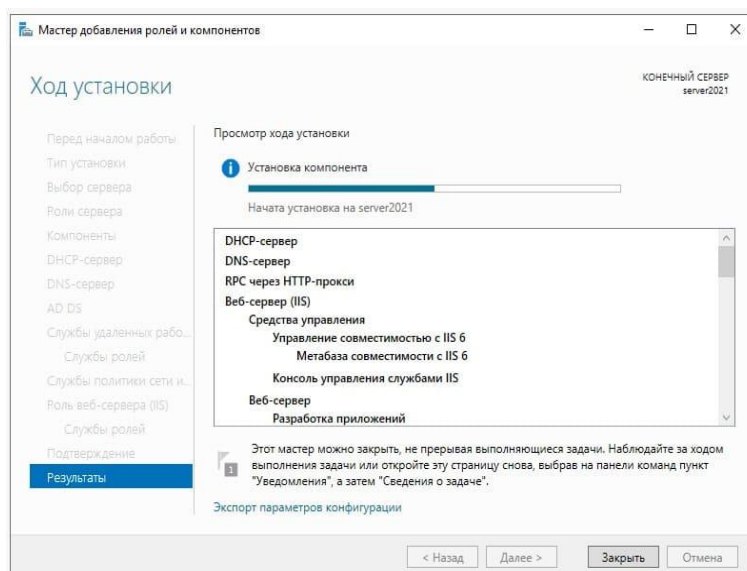 Мастер добавления ролей и компонентов
Ход установки
КОНЕЧНЫЙ СЕРВЕР
server2021
Перед началом работы
Тип установки
Выбор сервера
Роли сервера
Компоненты
DHCP-сервер
DNS-сервер
AD DS
Службы удаленных рабо...
Службы ролей
Службы политики сети и...
Роль веб-сервера (IIS)
Службы ролей
Подтверждение
Результаты
Просмотр хода установки
Установка компонента
Начата установка на server2021
DHCP-сервер
DNS-сервер
RPC через HTTP-прокси
Веб-сервер (IIS)
Средства управления
Управление совместимостью с IIS 6
Метабаза совместимости с IIS 6
Консоль управления службами IIS
Веб-сервер
Разработка приложений
1
Этот мастер можно закрыть, не прерывая выполняющиеся задачи. Наблюдайте за ходом
выполнения задачи или откройте эту страницу снова, выбрав на панели команд пункт
"Уведомления", а затем "Сведения о задаче".
Экспорт параметров конфигурации
< Назад
Далее >
Закрыть
Отмена